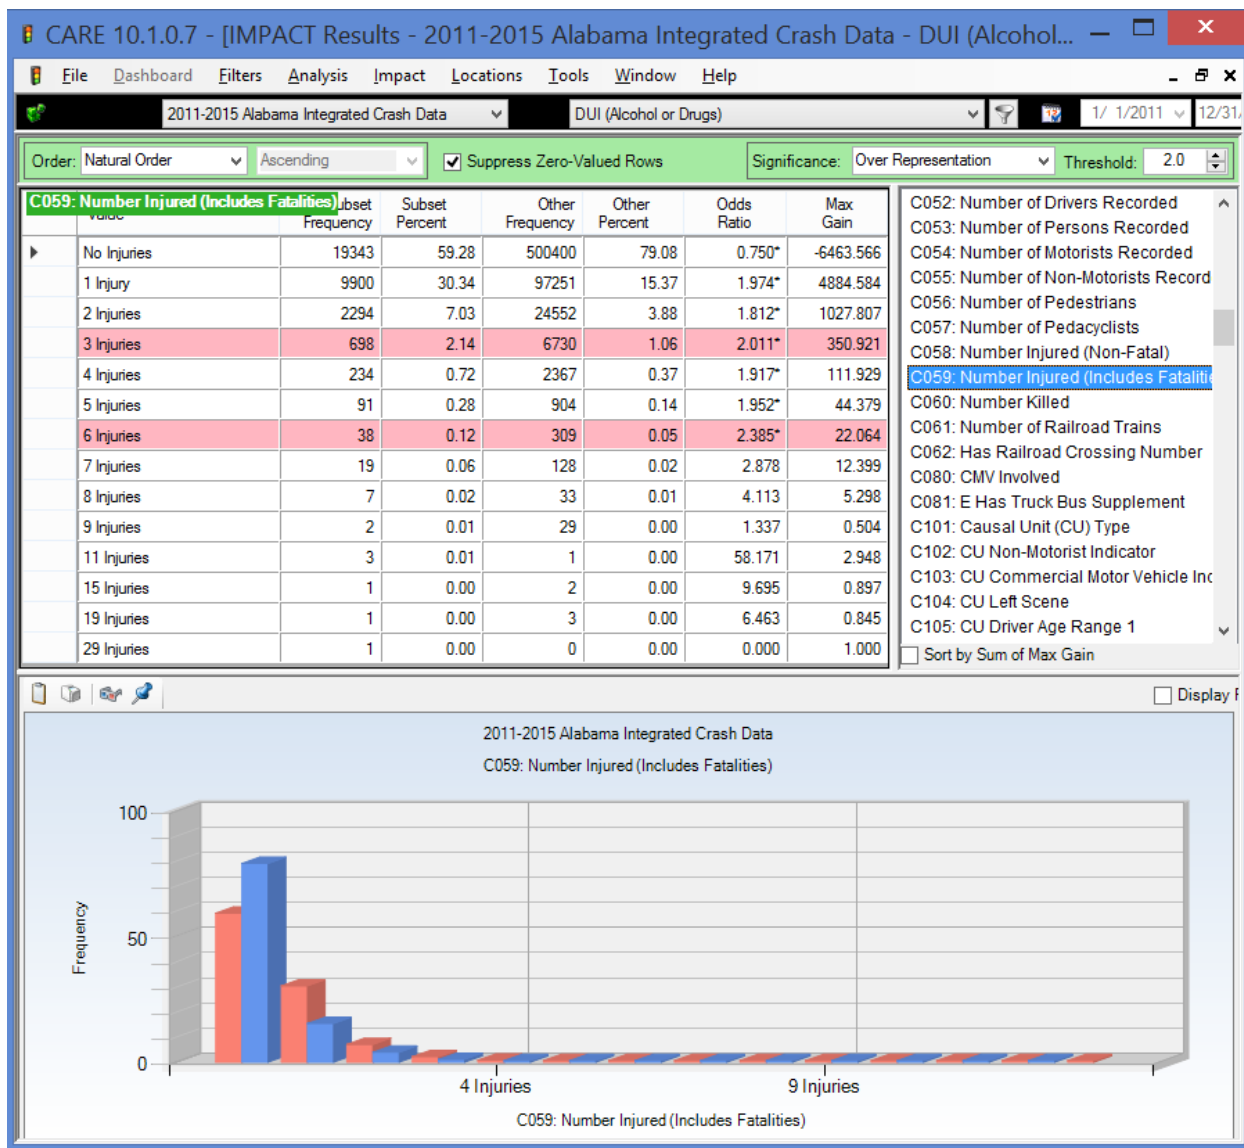 CARE 10.1.0.7 - [IMPACT Results - 2011-2015 Alabama Integrated Crash Data - DUI (Alcohol...
File Dashboard Filters Analysis Impact Locations Tools Window Help
2011-2015 Alabama Integrated Crash Data DUI (Alcohol or Drugs) 1/ 1/2011 12/31/
Order: Natural Order Ascending Suppress Zero-Valued Rows Significance: Over Representation Threshold: 2.0
C059: Number Injured (Includes Fatalities)
Value Subset Frequency Subset Percent Other Frequency Other Percent Odds Ratio Max Gain
No Injuries 19343 59.28 500400 79.08 0.750* -6463.566
1 Injury 9900 30.34 97251 15.37 1.974* 4884.584
2 Injuries 2294 7.03 24552 3.88 1.812* 1027.807
3 Injuries 698 2.14 6730 1.06 2.011* 350.921
4 Injuries 234 0.72 2367 0.37 1.917* 111.929
5 Injuries 91 0.28 904 0.14 1.952* 44.379
6 Injuries 38 0.12 309 0.05 2.385* 22.064
7 Injuries 19 0.06 128 0.02 2.878 12.399
8 Injuries 7 0.02 33 0.01 4.113 5.298
9 Injuries 2 0.01 29 0.00 1.337 0.504
11 Injuries 3 0.01 1 0.00 58.171 2.948
15 Injuries 1 0.00 2 0.00 9.695 0.897
19 Injuries 1 0.00 3 0.00 6.463 0.845
29 Injuries 1 0.00 0 0.00 0.000 1.000
C052: Number of Drivers Recorded
C053: Number of Persons Recorded
C054: Number of Motorists Recorded
C055: Number of Non-Motorists Record
C056: Number of Pedestrians
C057: Number of Pedacyclists
C058: Number Injured (Non-Fatal)
C059: Number Injured (Includes Fatalitie
C060: Number Killed
C061: Number of Railroad Trains
C062: Has Railroad Crossing Number
C080: CMV Involved
C081: E Has Truck Bus Supplement
C101: Causal Unit (CU) Type
C102: CU Non-Motorist Indicator
C103: CU Commercial Motor Vehicle Inc
C104: CU Left Scene
C105: CU Driver Age Range 1
Sort by Sum of Max Gain
Display
2011-2015 Alabama Integrated Crash Data
C059: Number Injured (Includes Fatalities)
Frequency
100
50
0
4 Injuries 9 Injuries
C059: Number Injured (Includes Fatalities)